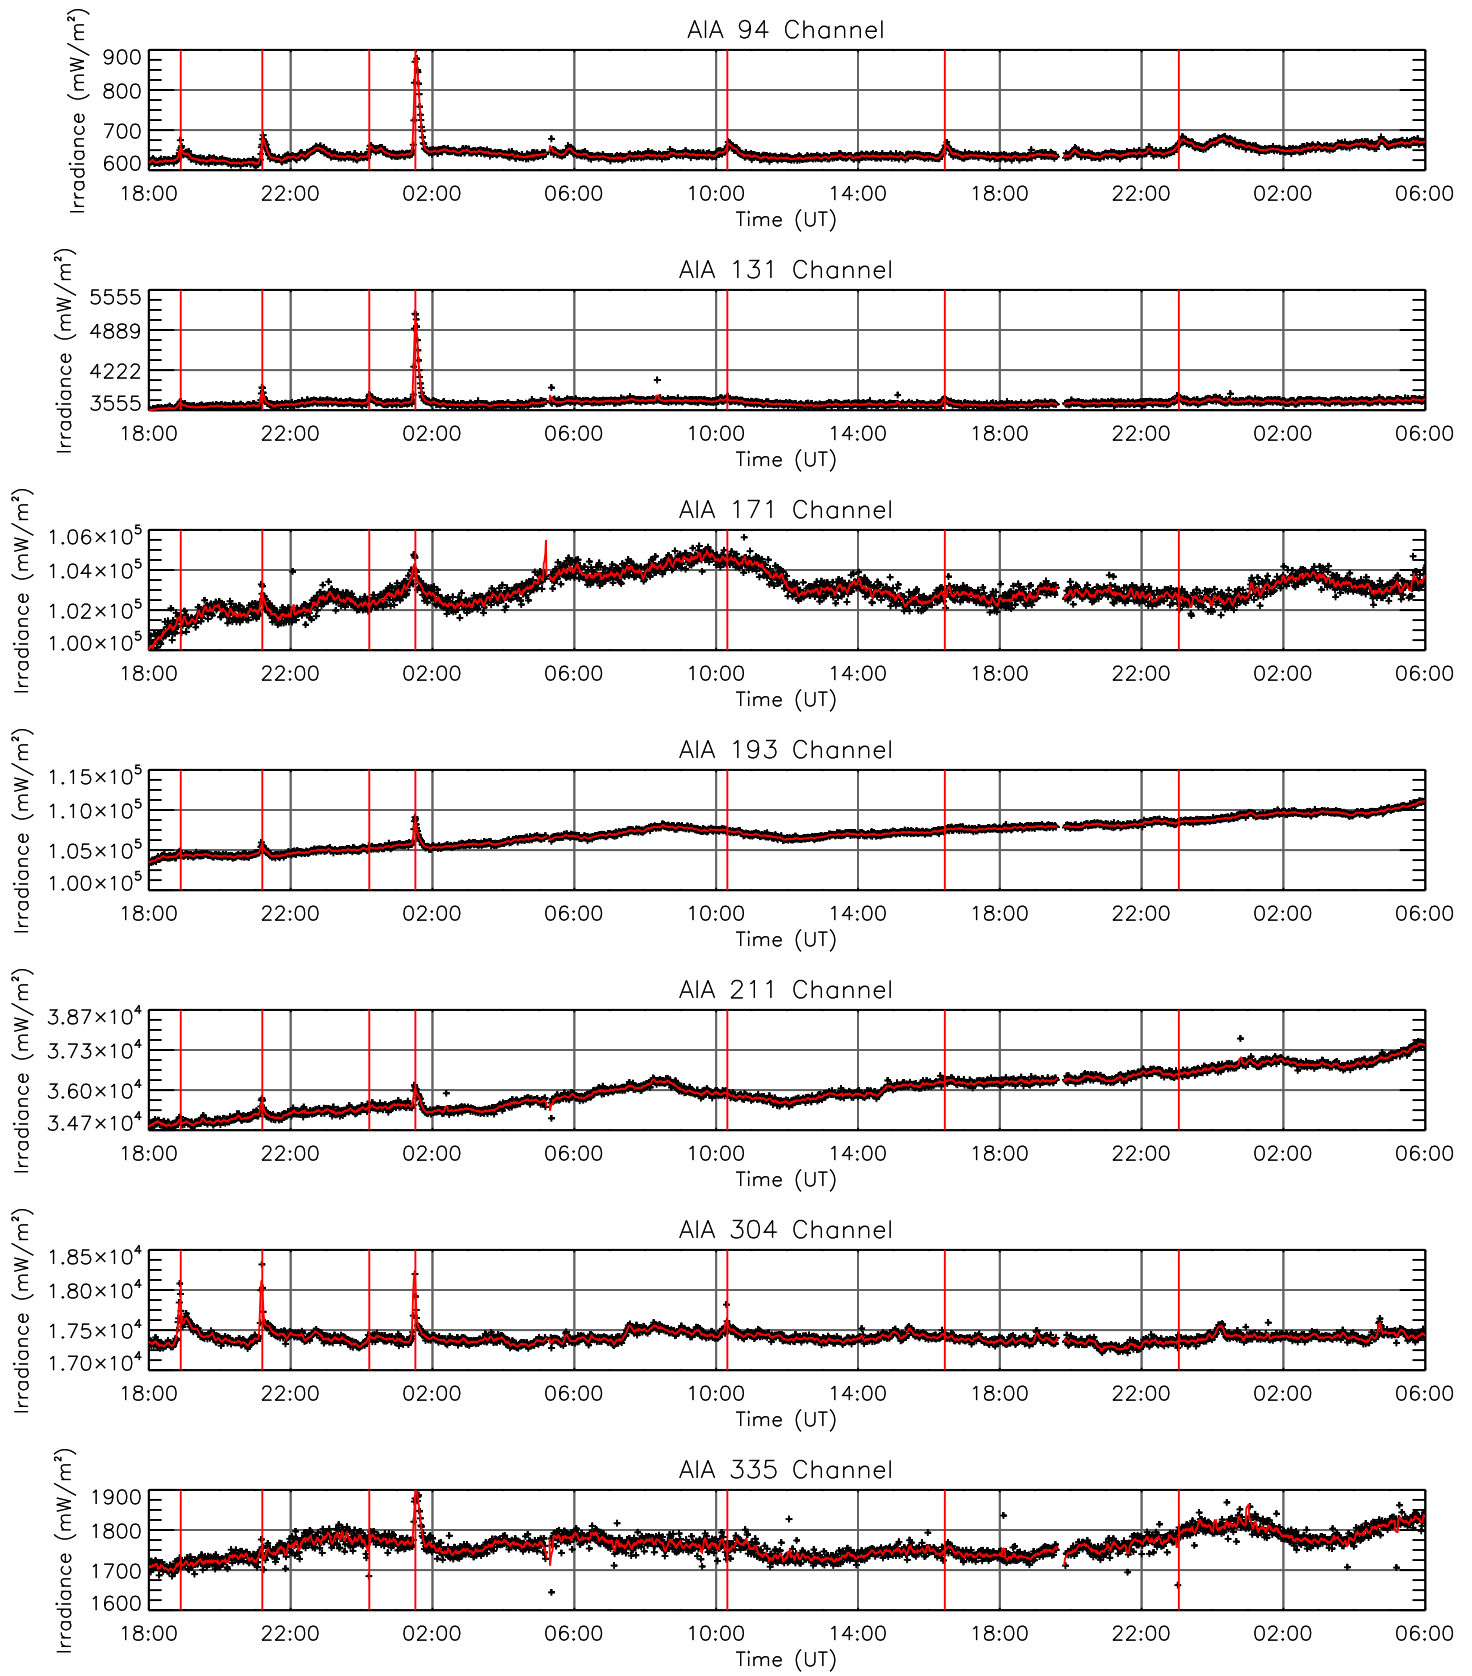 AIA 94 Channel
Irradiance (mW/m²)
900
800
700
600
18:00 22:00 02:00 06:00 10:00 14:00 18:00 22:00 02:00 06:00
Time (UT)
AIA 131 Channel
Irradiance (mW/m²)
5555
4889
4222
3555
18:00 22:00 02:00 06:00 10:00 14:00 18:00 22:00 02:00 06:00
Time (UT)
AIA 171 Channel
Irradiance (mW/m²)
1.06×10⁵
1.04×10⁵
1.02×10⁵
1.00×10⁵
18:00 22:00 02:00 06:00 10:00 14:00 18:00 22:00 02:00 06:00
Time (UT)
AIA 193 Channel
Irradiance (mW/m²)
1.15×10⁵
1.10×10⁵
1.05×10⁵
1.00×10⁵
18:00 22:00 02:00 06:00 10:00 14:00 18:00 22:00 02:00 06:00
Time (UT)
AIA 211 Channel
Irradiance (mW/m²)
3.87×10⁴
3.73×10⁴
3.60×10⁴
3.47×10⁴
18:00 22:00 02:00 06:00 10:00 14:00 18:00 22:00 02:00 06:00
Time (UT)
AIA 304 Channel
Irradiance (mW/m²)
1.85×10⁴
1.80×10⁴
1.75×10⁴
1.70×10⁴
18:00 22:00 02:00 06:00 10:00 14:00 18:00 22:00 02:00 06:00
Time (UT)
AIA 335 Channel
Irradiance (mW/m²)
1900
1800
1700
1600
18:00 22:00 02:00 06:00 10:00 14:00 18:00 22:00 02:00 06:00
Time (UT)